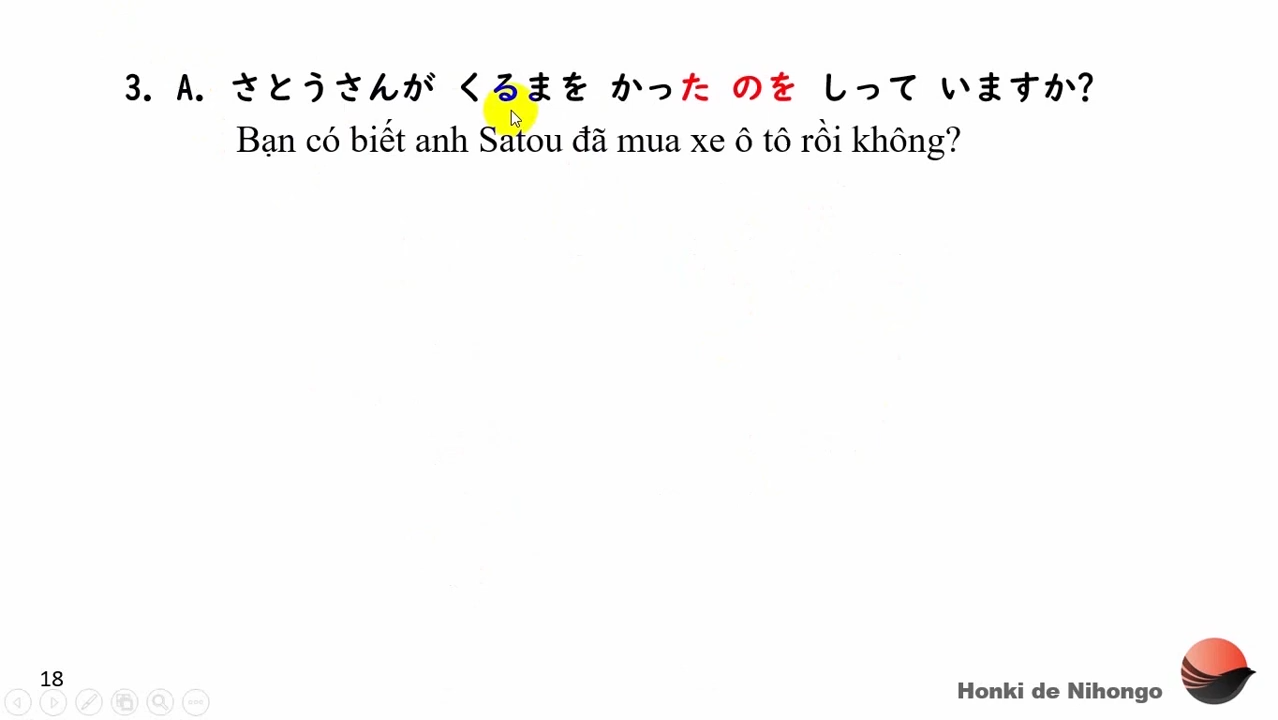 3. A. さとうさんが くるまを かった のを しって いますか?
Bạn có biết anh Satou đã mua xe ô tô rồi không?
18
Honki de Nihongo